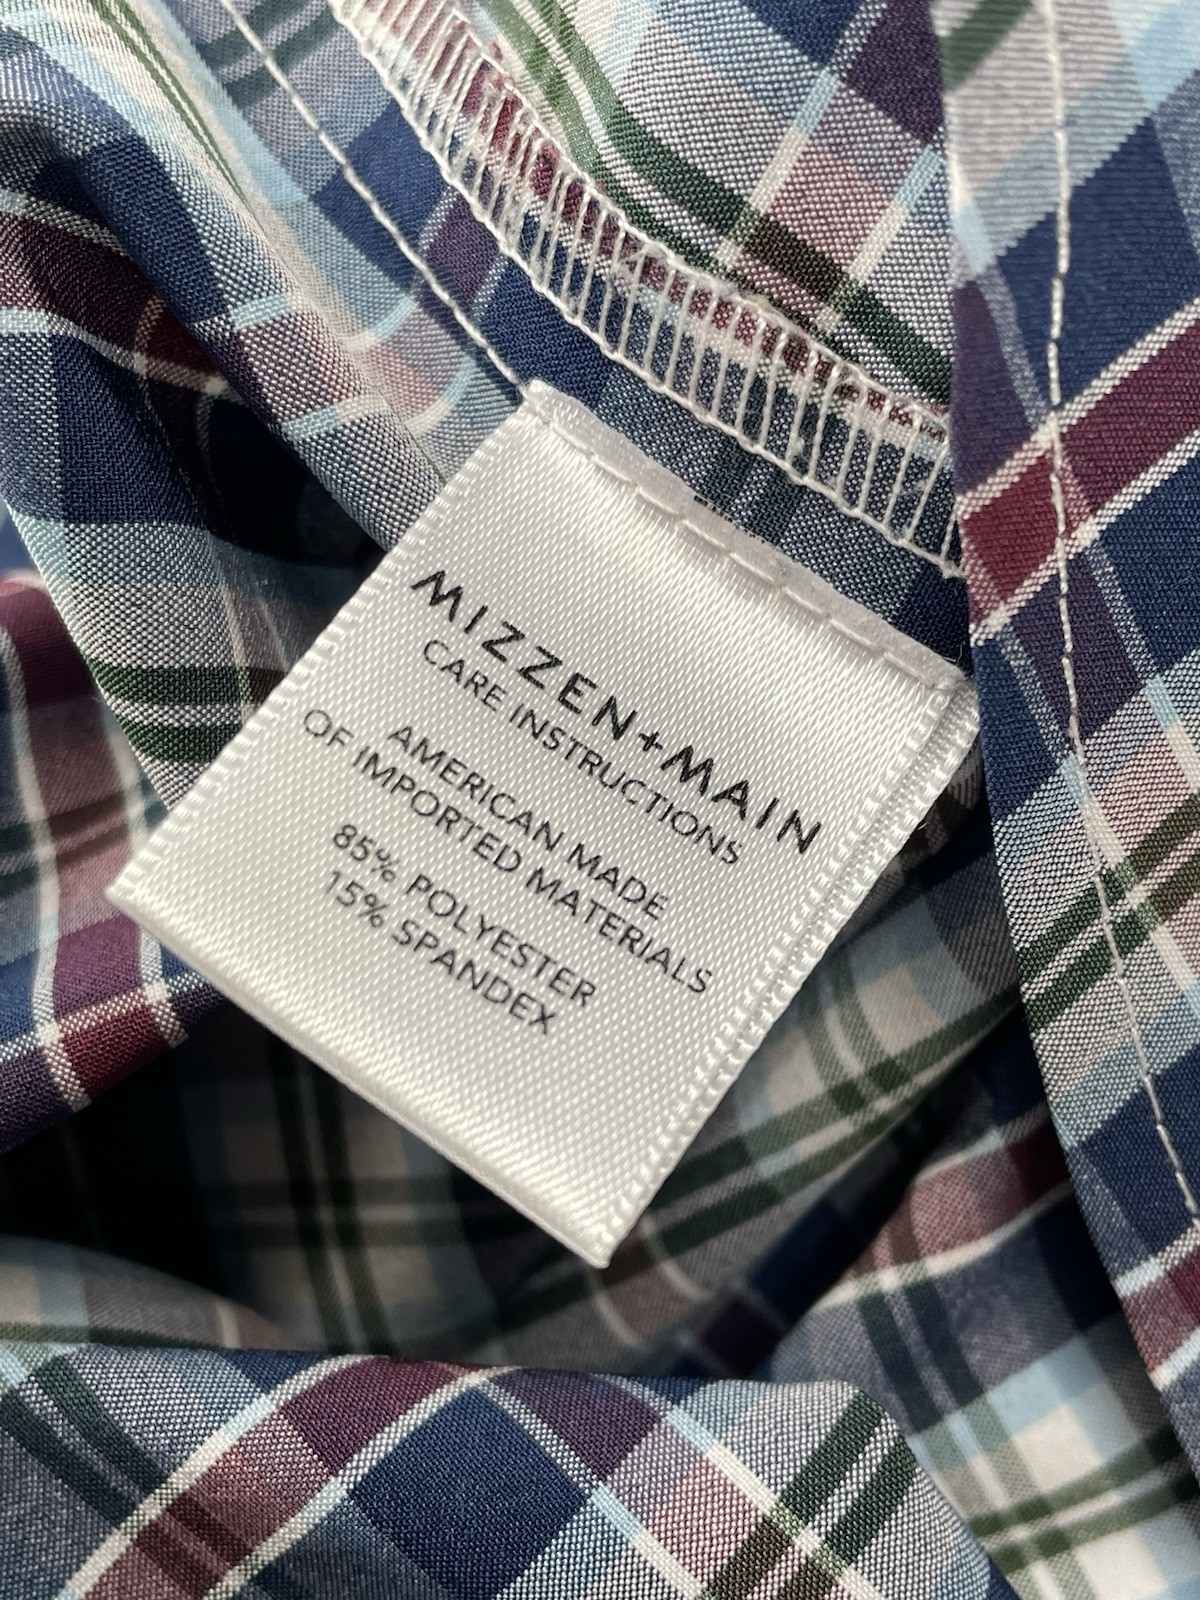 MIZZEN+MAIN
CARE INSTRUCTIONS
AMERICAN MADE
OF IMPORTED MATERIALS
85% POLYESTER
15% SPANDEX